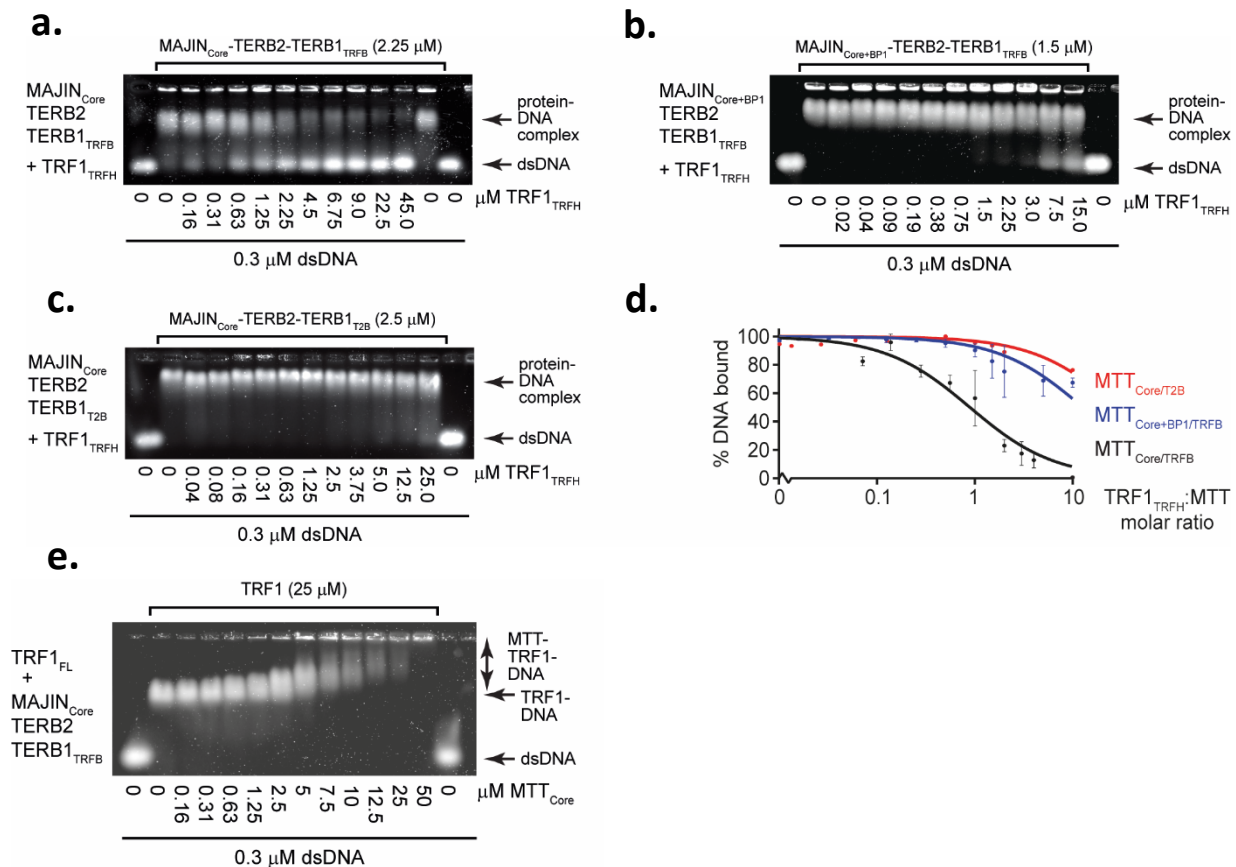 a.
MAJINCore-TERB2-TERB1TRFB (2.25 μM)
MAJINCore
TERB2
TERB1TRFB
+ TRF1TRFH
protein-
DNA
complex
dsDNA
0 0 0.16 0.31 0.63 1.25 2.25 4.5 6.75 9.0 22.5 45.0 0 0
μM TRF1TRFH
0.3 μM dsDNA
b.
MAJINCore+BP1-TERB2-TERB1TRFB (1.5 μM)
MAJINCore+BP1
TERB2
TERB1TRFB
+ TRF1TRFH
protein-
DNA
complex
dsDNA
0 0 0.02 0.04 0.09 0.19 0.38 0.75 1.5 2.25 3.0 7.5 15.0 0
μM TRF1TRFH
0.3 μM dsDNA
c.
MAJINCore-TERB2-TERB1T2B (2.5 μM)
MAJINCore
TERB2
TERB1T2B
+ TRF1TRFH
protein-
DNA
complex
dsDNA
0 0 0.04 0.08 0.16 0.31 0.63 1.25 2.5 3.75 5.0 12.5 25.0 0
μM TRF1TRFH
0.3 μM dsDNA
d.
% DNA bound
100
80
60
40
20
0
0 0.1 1 10
MTTCore/T2B
MTTCore+BP1/TRFB
MTTCore/TRFB
TRF1TRFH:MTT
molar ratio
e.
TRF1 (25 μM)
TRF1FL
+
MAJINCore
TERB2
TERB1TRFB
MTT-
TRF1-
DNA
TRF1-
DNA
dsDNA
0 0 0.16 0.31 0.63 1.25 2.5 5 7.5 10 12.5 25 50 0
μM MTTCore
0.3 μM dsDNA